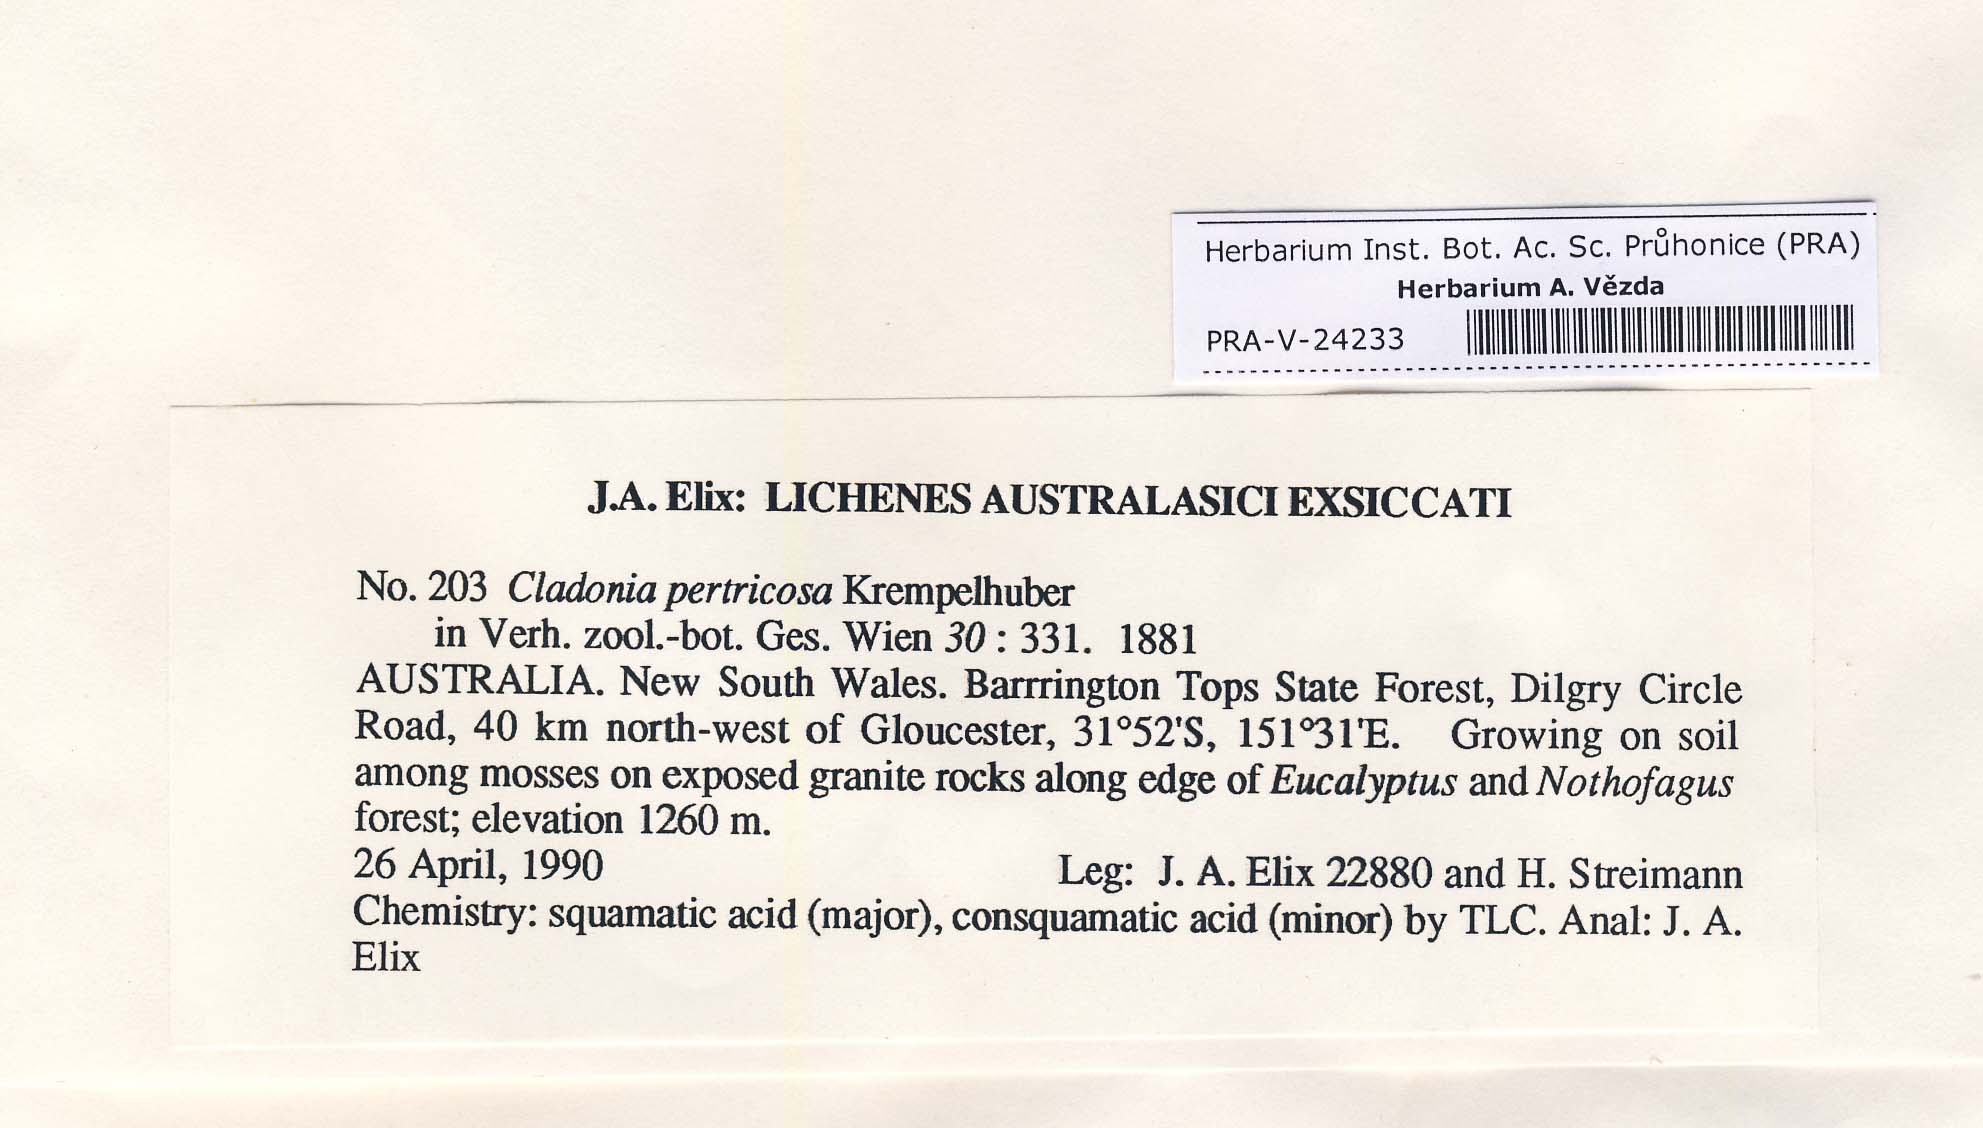 Herbarium Inst. Bot. Ac. Sc. Průhonice (PRA)
Herbarium A. Vězda
PRA-V-24233
J.A. Elix: LICHENES AUSTRALASICI EXSICCATI
No. 203 Cladonia pertricosa Krempelhuber
in Verh. zool.-bot. Ges. Wien 30 : 331. 1881
AUSTRALIA. New South Wales. Barrrington Tops State Forest, Dilgry Circle
Road, 40 km north-west of Gloucester, 31°52'S, 151°31'E. Growing on soil
among mosses on exposed granite rocks along edge of Eucalyptus and Nothofagus
forest; elevation 1260 m.
26 April, 1990 Leg: J. A. Elix 22880 and H. Streimann
Chemistry: squamatic acid (major), consquamatic acid (minor) by TLC. Anal: J. A.
Elix